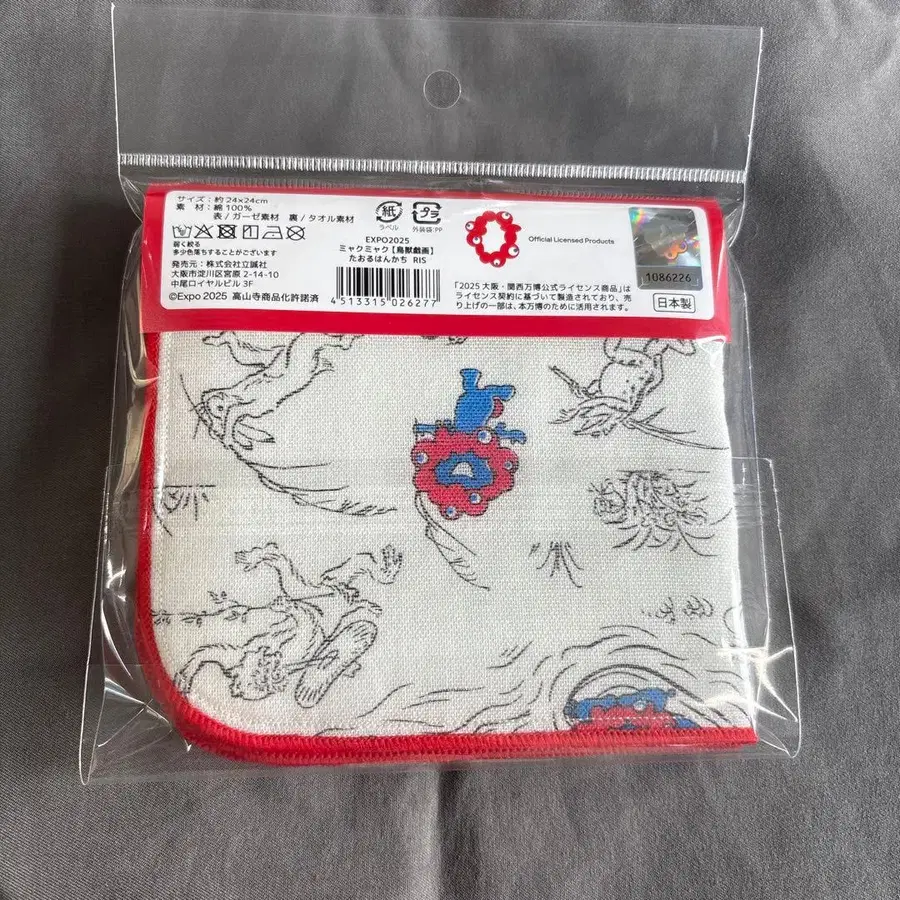 サイズ：約24×24cm
素　材：綿100%
表/ガーゼ素材　裏/タオル素材
弱く絞る
多少色落ちすることがございます
発売元：株式会社立誠社
大阪市淀川区宮原 2-14-10
中尾ロイヤルビル 3F
©Expo 2025 高山寺商品化許諾済
紙
ラベル
プラ
外装袋:PP
EXPO2025
ミャクミャク【鳥獣戯画】
たおるはんかち RIS
4513315026277
Official Licensed Products
1086226
「2025 大阪・関西万博公式ライセンス商品」は
ライセンス契約に基づいて製造されており、売
り上げの一部は、本万博のために活用されます。
日本製